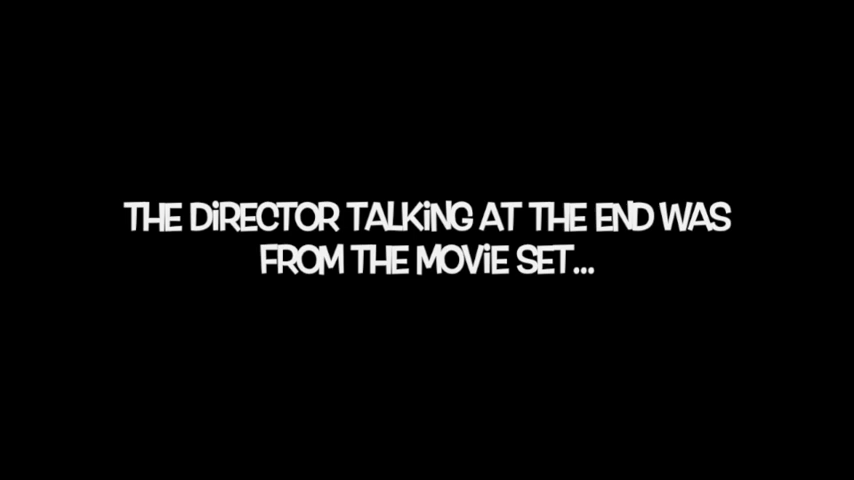 THE DiRECTOR TALKiNG AT THE END WAS
FROM THE MOViE SET...